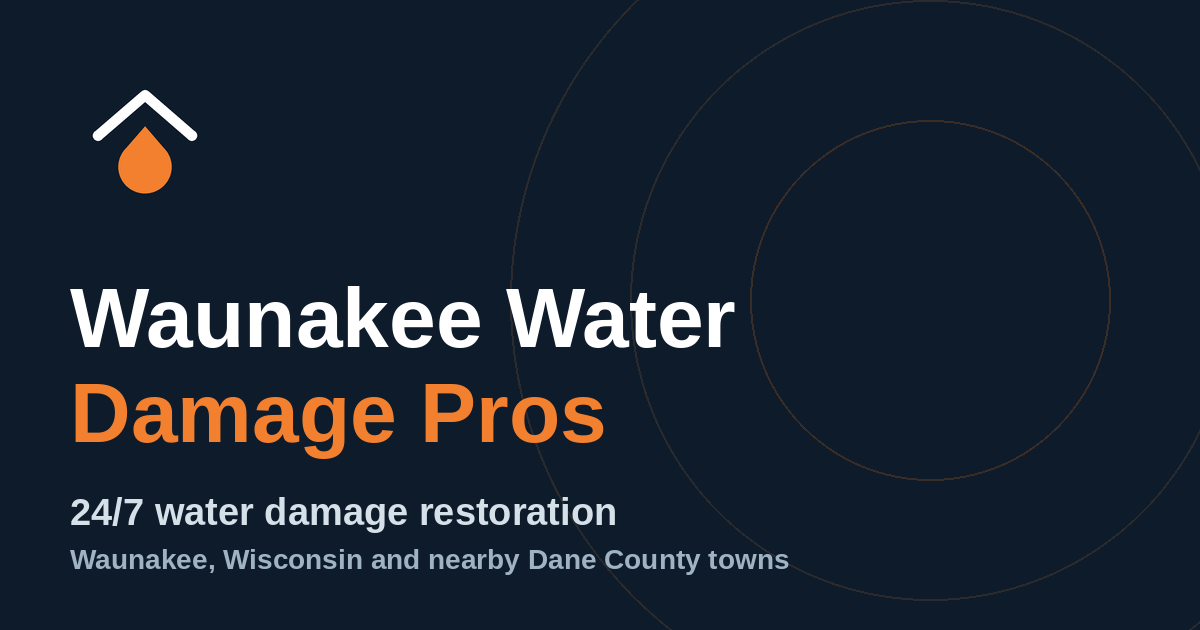 Waunakee Water
Damage Pros
24/7 water damage restoration
Waunakee, Wisconsin and nearby Dane County towns